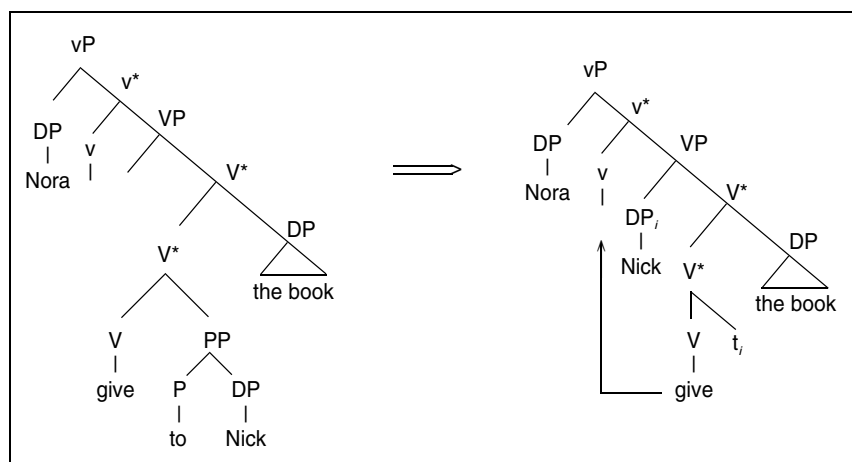 vP
v*
DP
v
VP
Nora
V*
V*
DP
the book
V
PP
give
P
DP
to
Nick
vP
v*
DP
v
VP
Nora
DPi
V*
Nick
V*
DP
the book
V
ti
give